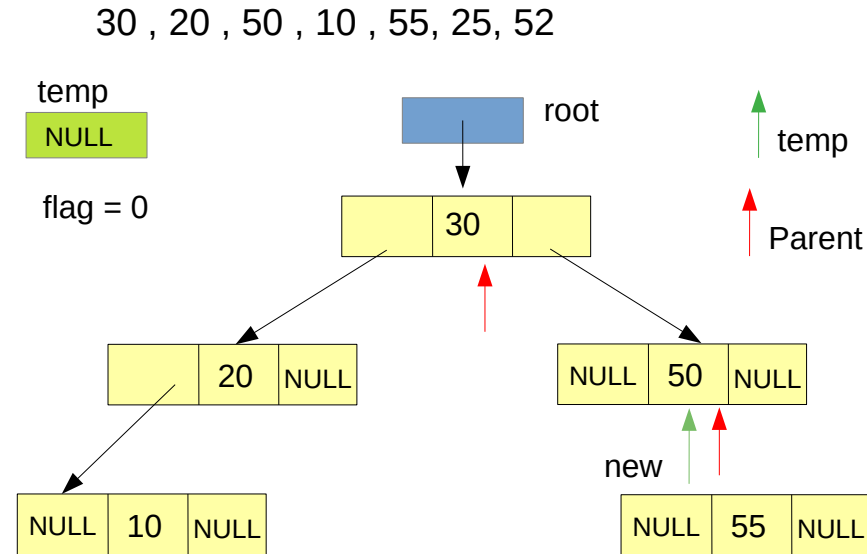 30 , 20 , 50 , 10 , 55, 25, 52
temp
NULL
root
temp
flag = 0
30
Parent
20 NULL
NULL 50 NULL
new
NULL 10 NULL
NULL 55 NULL